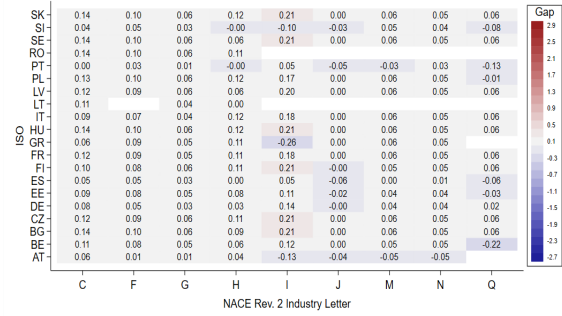 Gap
SK 0.14 0.10 0.06 0.12 0.21 0.00 0.06 0.05 0.06
SI 0.04 0.05 0.03 -0.00 -0.10 -0.03 0.05 0.04 -0.08
SE 0.14 0.10 0.06 0.06 0.21 0.00 0.06 0.05 0.06
RO 0.14 0.10 0.06 0.11
PT 0.00 0.03 0.01 -0.00 0.05 -0.05 -0.03 0.03 -0.13
PL 0.13 0.10 0.06 0.12 0.17 0.00 0.06 0.05 -0.01
LV 0.12 0.09 0.06 0.06 0.20 0.00 0.06 0.05 0.06
LT 0.11 0.04 0.00
IT 0.09 0.07 0.04 0.12 0.18 0.00 0.06 0.05 0.06
HU 0.14 0.10 0.06 0.12 0.21 0.00 0.06 0.05 0.06
GR 0.06 0.09 0.05 0.11 -0.26 0.00 0.06 0.05
FR 0.12 0.09 0.05 0.11 0.18 0.00 0.06 0.05 0.06
FI 0.10 0.08 0.06 0.11 0.21 -0.00 0.05 0.05 0.06
ES 0.05 0.05 0.03 0.00 0.05 -0.06 0.00 0.01 -0.06
EE 0.09 0.08 0.05 0.08 0.11 -0.02 0.04 0.04 -0.03
DE 0.08 0.05 0.03 0.03 0.14 -0.00 0.04 0.04 0.02
CZ 0.12 0.09 0.06 0.11 0.21 0.00 0.06 0.05 0.06
BG 0.14 0.10 0.06 0.09 0.21 0.00 0.06 0.05 0.06
BE 0.11 0.08 0.05 0.06 0.12 0.00 0.05 0.05 -0.22
AT 0.06 0.01 0.01 0.04 -0.13 -0.04 -0.05 -0.05
ISO
C F G H I J M N Q
NACE Rev. 2 Industry Letter
2.9
2.5
2.1
1.7
1.3
0.9
0.5
0.1
-0.3
-0.7
-1.1
-1.5
-1.9
-2.3
-2.7